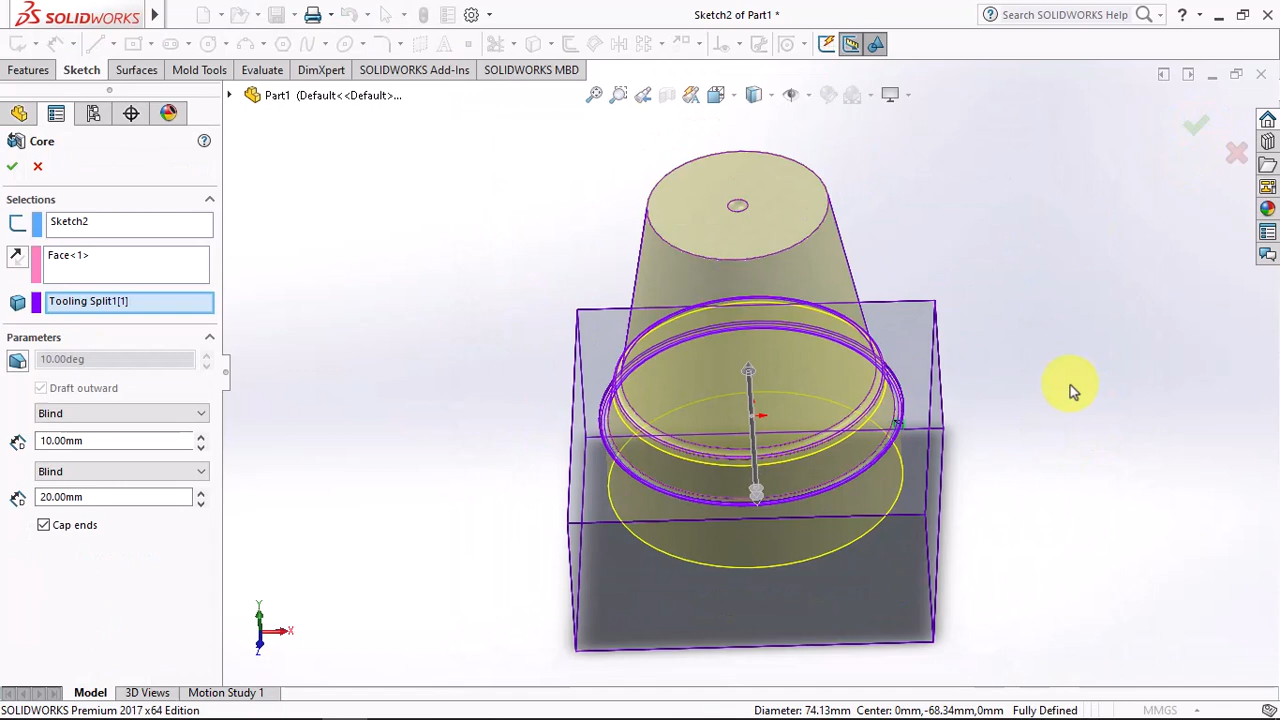 SOLIDWORKS
Sketch2 of Part1 *
Search SOLIDWORKS Help
?
Features
Sketch
Surfaces
Mold Tools
Evaluate
DimXpert
SOLIDWORKS Add-Ins
SOLIDWORKS MBD
Part1 (Default<<Default>...
Core
?
Selections
Sketch2
Face<1>
Tooling Split1[1]
Parameters
10.00deg
Draft outward
Blind
10.00mm
Blind
20.00mm
Cap ends
Y
X
Z
Model
3D Views
Motion Study 1
SOLIDWORKS Premium 2017 x64 Edition
Diameter: 74.13mm
Center: 0mm,-68.34mm,0mm
Fully Defined
MMGS